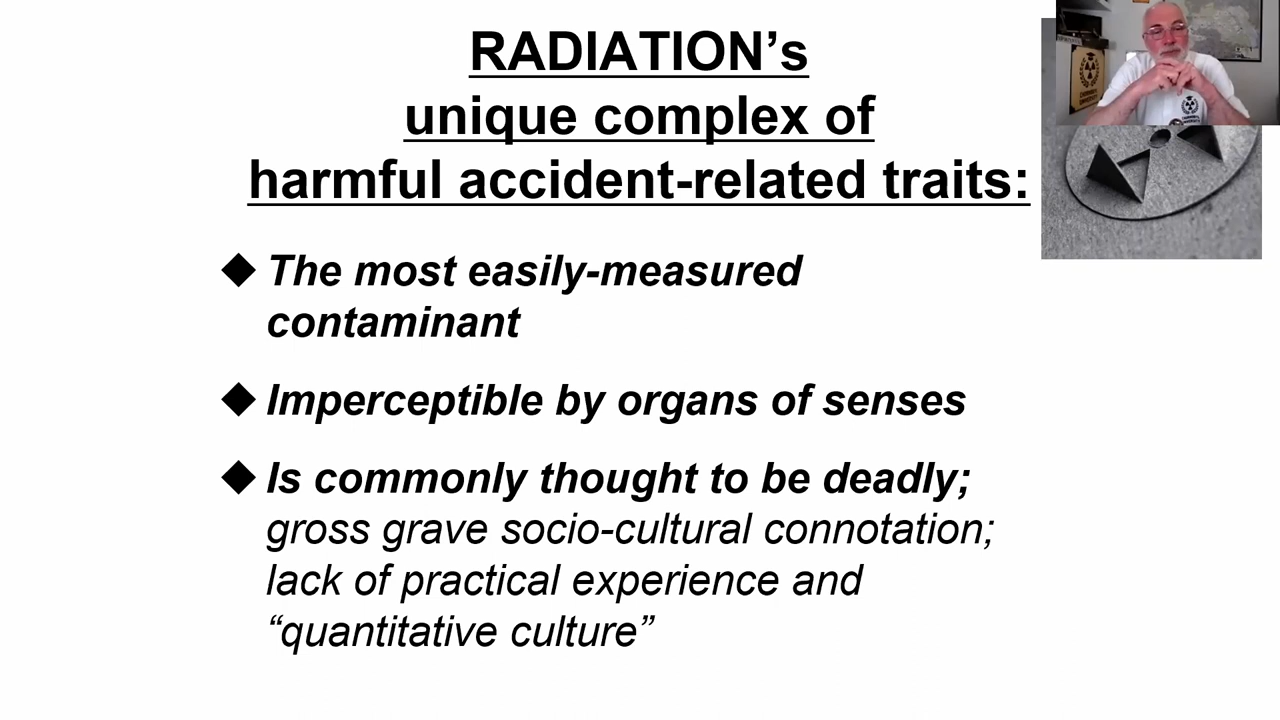 RADIATION’s
unique complex of
harmful accident-related traits:
◆ The most easily-measured
contaminant
◆ Imperceptible by organs of senses
◆ Is commonly thought to be deadly;
gross grave socio-cultural connotation;
lack of practical experience and
“quantitative culture”